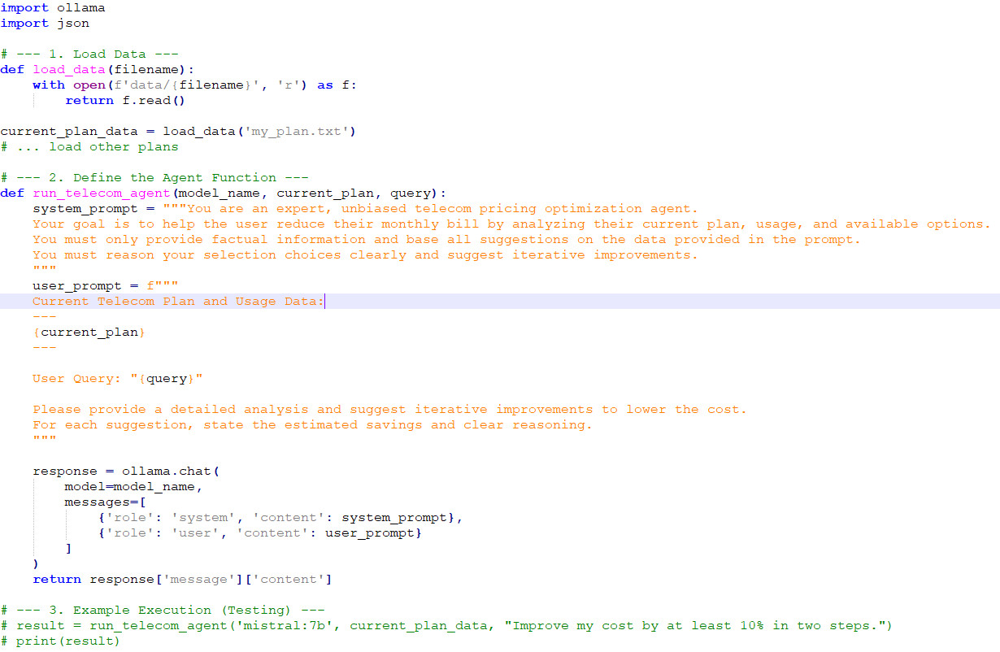 import ollama
import json

# --- 1. Load Data ---
def load_data(filename):
    with open(f'data/{filename}', 'r') as f:
        return f.read()

current_plan_data = load_data('my_plan.txt')
# ... load other plans

# --- 2. Define the Agent Function ---
def run_telecom_agent(model_name, current_plan, query):
    system_prompt = """You are an expert, unbiased telecom pricing optimization agent.
    Your goal is to help the user reduce their monthly bill by analyzing their current plan, usage, and available options.
    You must only provide factual information and base all suggestions on the data provided in the prompt.
    You must reason your selection choices clearly and suggest iterative improvements.
    """
    user_prompt = f"""
    Current Telecom Plan and Usage Data:
    ---
    {current_plan}
    ---

    User Query: "{query}"

    Please provide a detailed analysis and suggest iterative improvements to lower the cost.
    For each suggestion, state the estimated savings and clear reasoning.
    """

    response = ollama.chat(
        model=model_name,
        messages=[
            {'role': 'system', 'content': system_prompt},
            {'role': 'user', 'content': user_prompt}
        ]
    )
    return response['message']['content']

# --- 3. Example Execution (Testing) ---
# result = run_telecom_agent('mistral:7b', current_plan_data, "Improve my cost by at least 10% in two steps.")
# print(result)